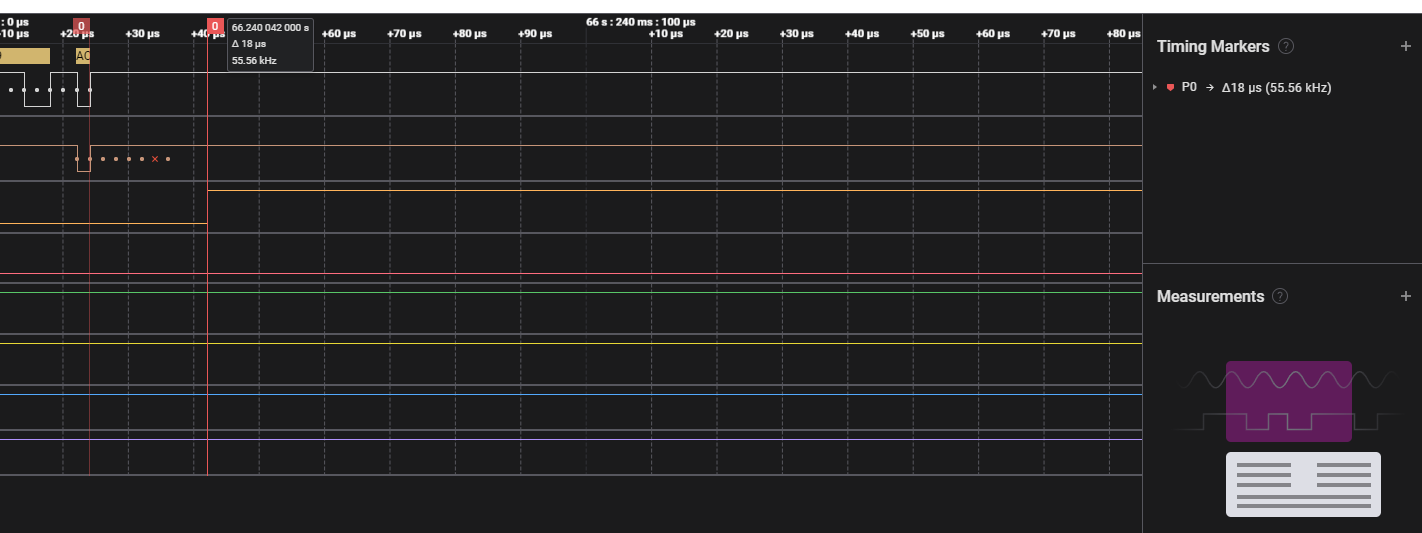 : 0 µs
66 s : 240 ms : 100 µs
+10 µs
+20 µs
+30 µs
+40
+60 µs
+70 µs
+80 µs
+90 µs
+10 µs
+20 µs
+30 µs
+40 µs
+50 µs
+60 µs
+70 µs
+80 µs
0
0
66.240 042 000 s
Δ 18 µs
55.56 kHz
AC
Timing Markers ? +
P0 → Δ18 µs (55.56 kHz)
Measurements ? +